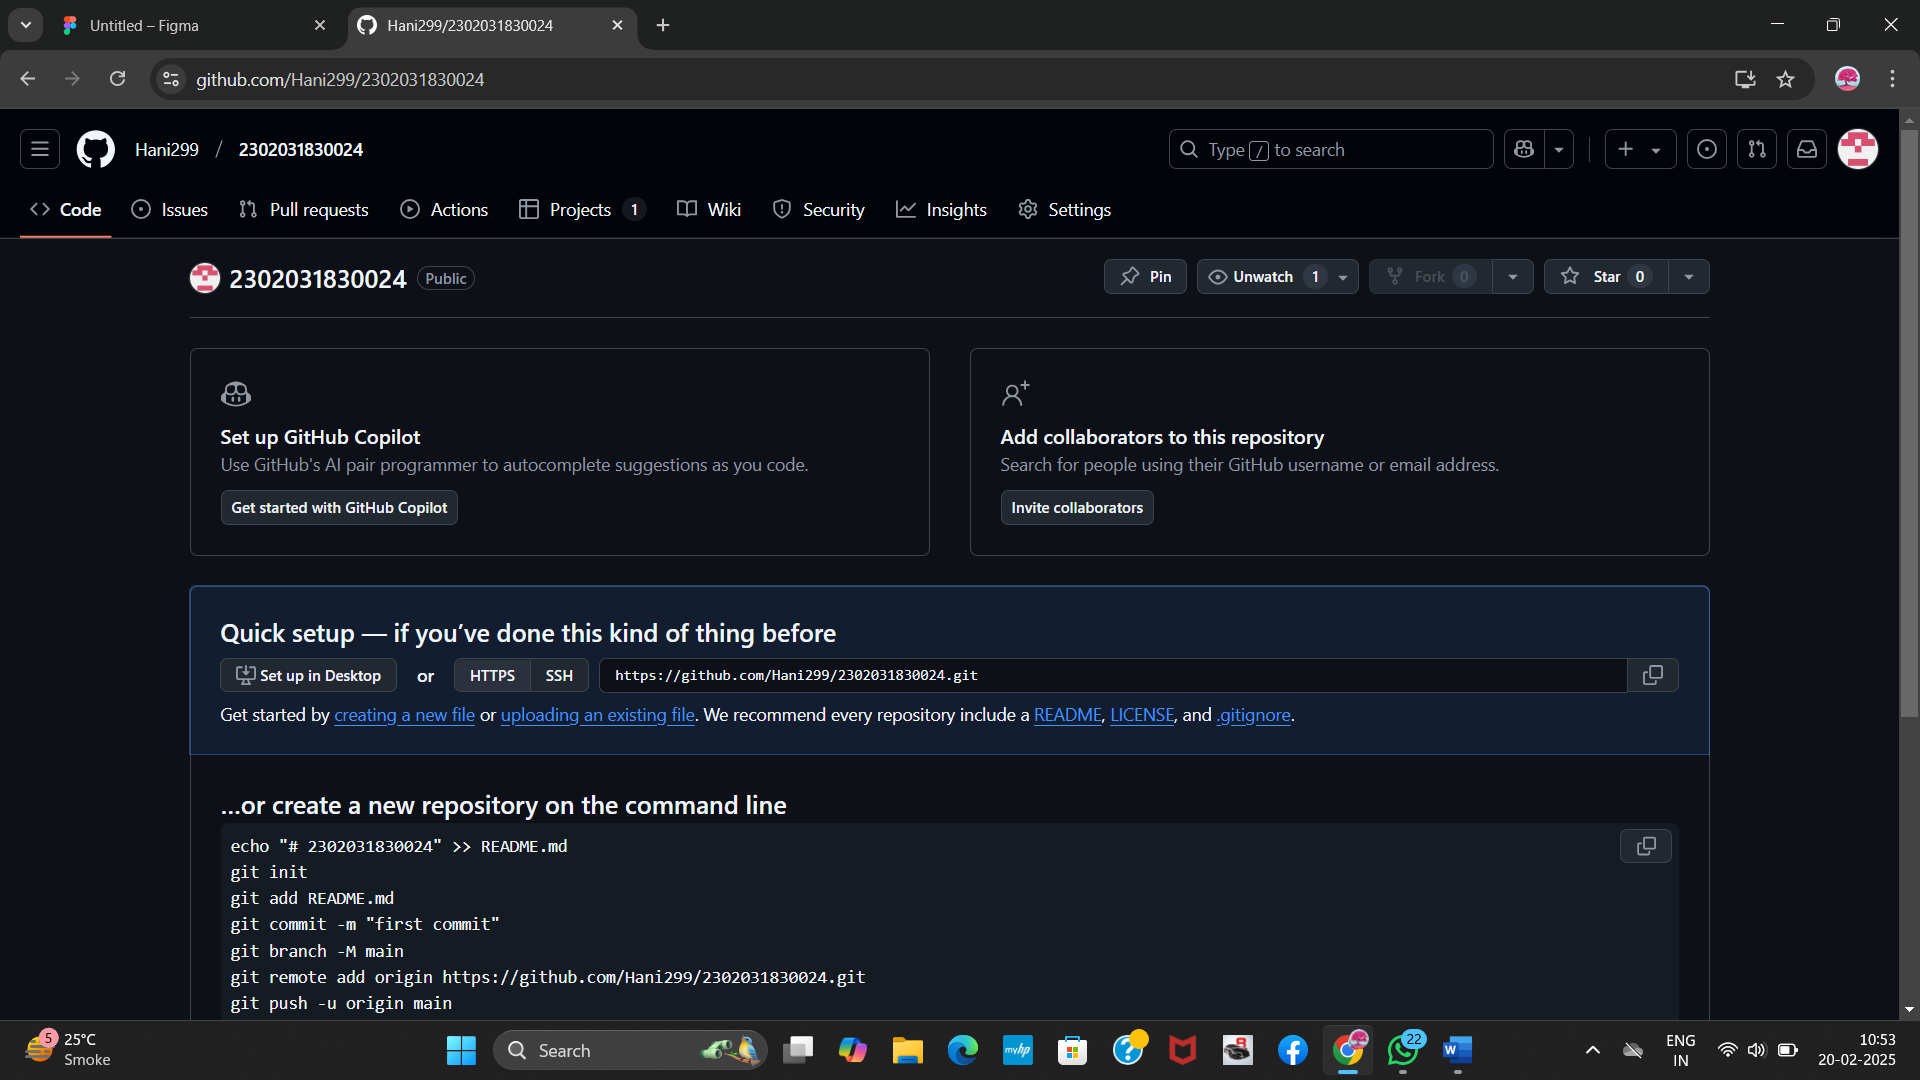 Untitled – Figma
Hani299/2302031830024
github.com/Hani299/2302031830024
Hani299 / 2302031830024
Type / to search
Code
Issues
Pull requests
Actions
Projects 1
Wiki
Security
Insights
Settings
2302031830024 Public
Pin
Unwatch 1
Fork 0
Star 0
Set up GitHub Copilot
Use GitHub's AI pair programmer to autocomplete suggestions as you code.
Get started with GitHub Copilot
Add collaborators to this repository
Search for people using their GitHub username or email address.
Invite collaborators
Quick setup — if you’ve done this kind of thing before
Set up in Desktop or HTTPS SSH https://github.com/Hani299/2302031830024.git
Get started by creating a new file or uploading an existing file. We recommend every repository include a README, LICENSE, and .gitignore.
…or create a new repository on the command line
echo "# 2302031830024" >> README.md
git init
git add README.md
git commit -m "first commit"
git branch -M main
git remote add origin https://github.com/Hani299/2302031830024.git
git push -u origin main
5
25°C
Smoke
Search
myhp
22
W
ENG
IN
10:53
20-02-2025